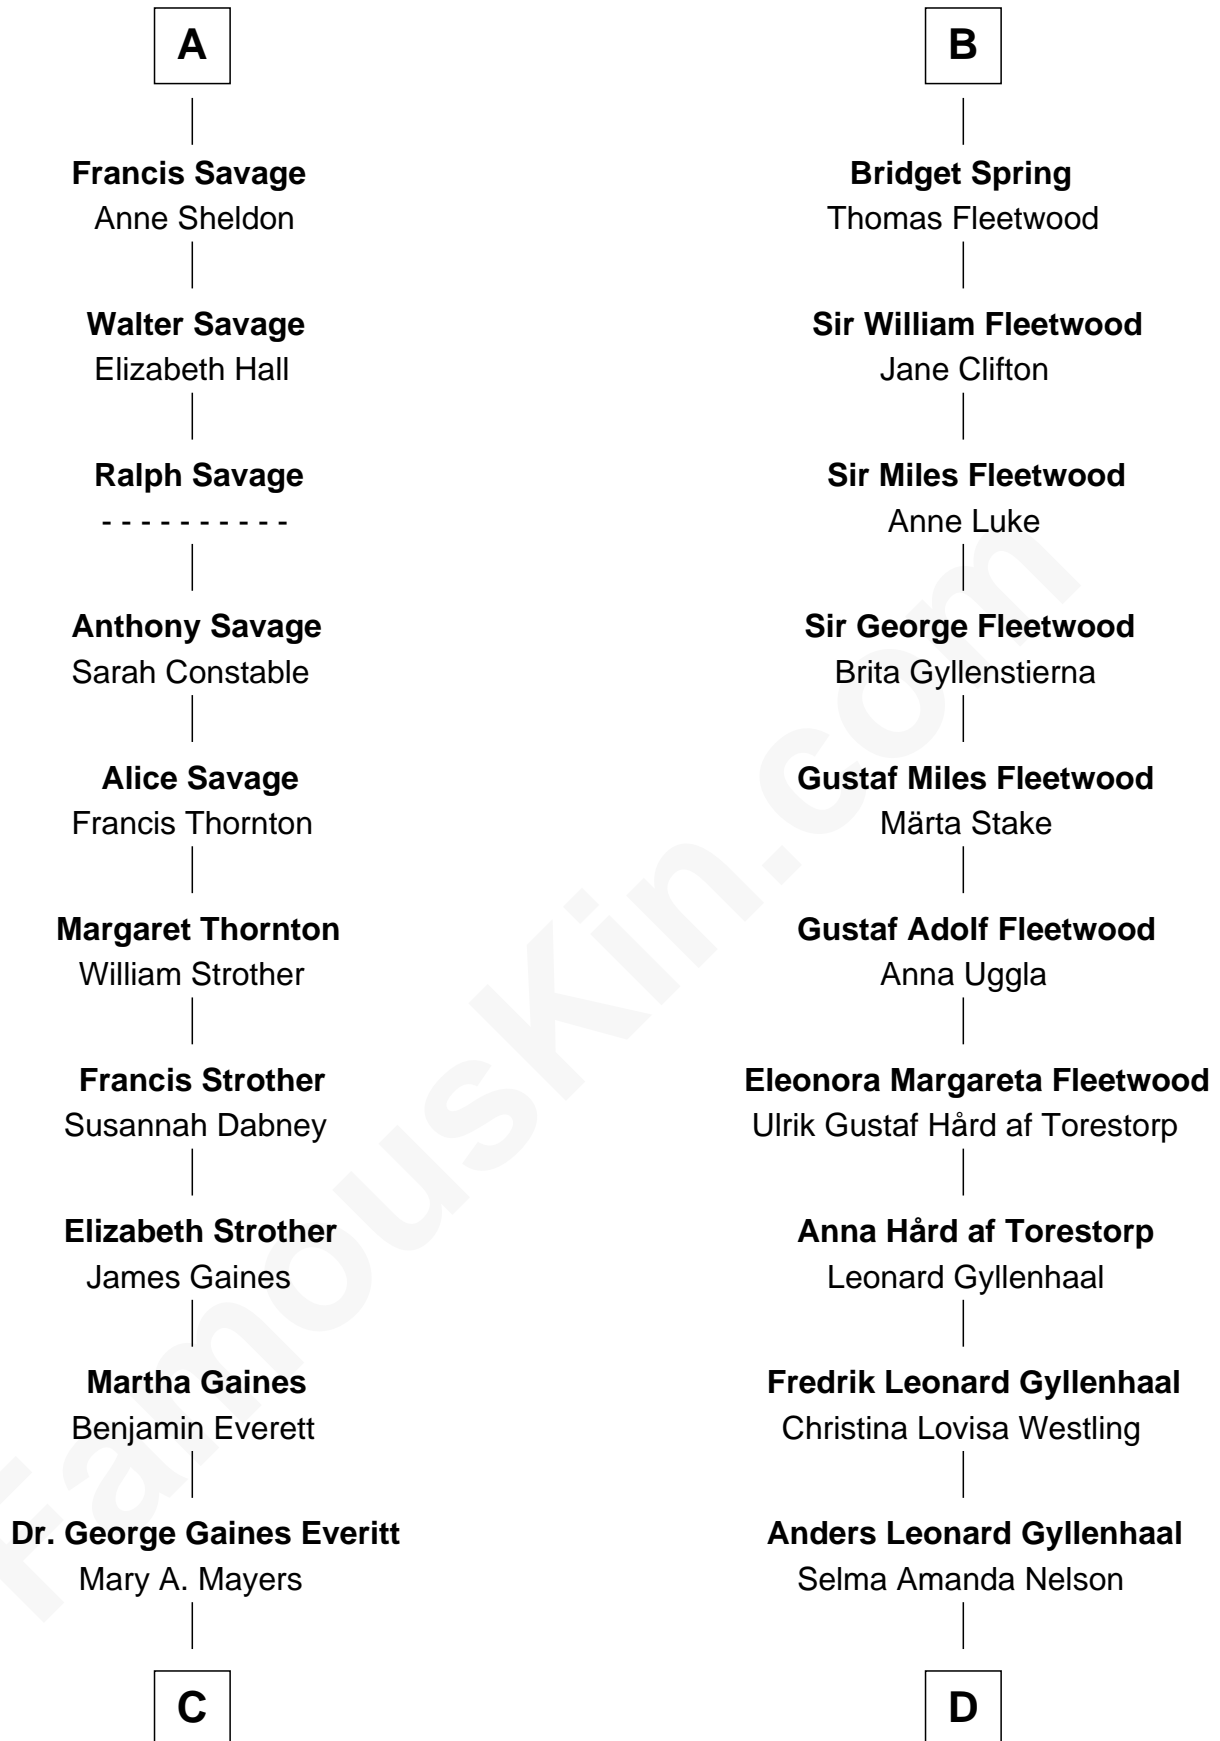 A
Francis Savage
Anne Sheldon
Walter Savage
Elizabeth Hall
Ralph Savage
- - - - - - - - - -
Anthony Savage
Sarah Constable
Alice Savage
Francis Thornton
Margaret Thornton
William Strother
Francis Strother
Susannah Dabney
Elizabeth Strother
James Gaines
Martha Gaines
Benjamin Everett
Dr. George Gaines Everitt
Mary A. Mayers
C
B
Bridget Spring
Thomas Fleetwood
Sir William Fleetwood
Jane Clifton
Sir Miles Fleetwood
Anne Luke
Sir George Fleetwood
Brita Gyllenstierna
Gustaf Miles Fleetwood
Märta Stake
Gustaf Adolf Fleetwood
Anna Uggla
Eleonora Margareta Fleetwood
Ulrik Gustaf Hård af Torestorp
Anna Hård af Torestorp
Leonard Gyllenhaal
Fredrik Leonard Gyllenhaal
Christina Lovisa Westling
Anders Leonard Gyllenhaal
Selma Amanda Nelson
D
FamousKin.com